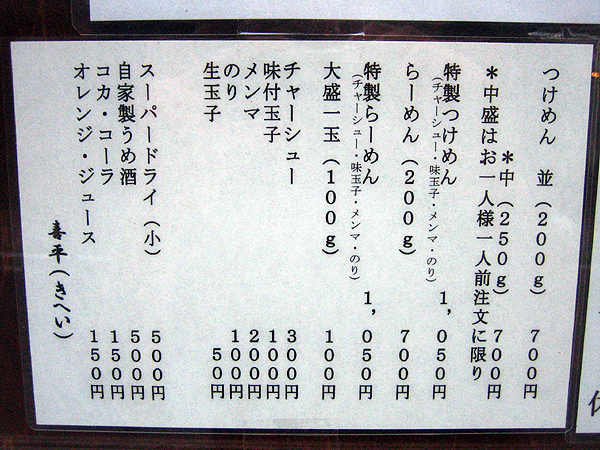 つけめん 並(200g) 700円
*中(250g) 700円
*中盛はお一人様一人前注文に限り
特製つけめん 1,050円
(チャーシュー・味玉子・メンマ・のり)
らーめん(200g) 700円
特製らーめん 1,050円
(チャーシュー・味玉子・メンマ・のり)
大盛一玉(100g) 100円
チャーシュー 300円
味付玉子 100円
メンマ 200円
のり 100円
生玉子 50円
スーパードライ(小) 500円
自家製うめ酒 500円
コカ・コーラ 150円
オレンジ・ジュース 150円
喜平(きへい)